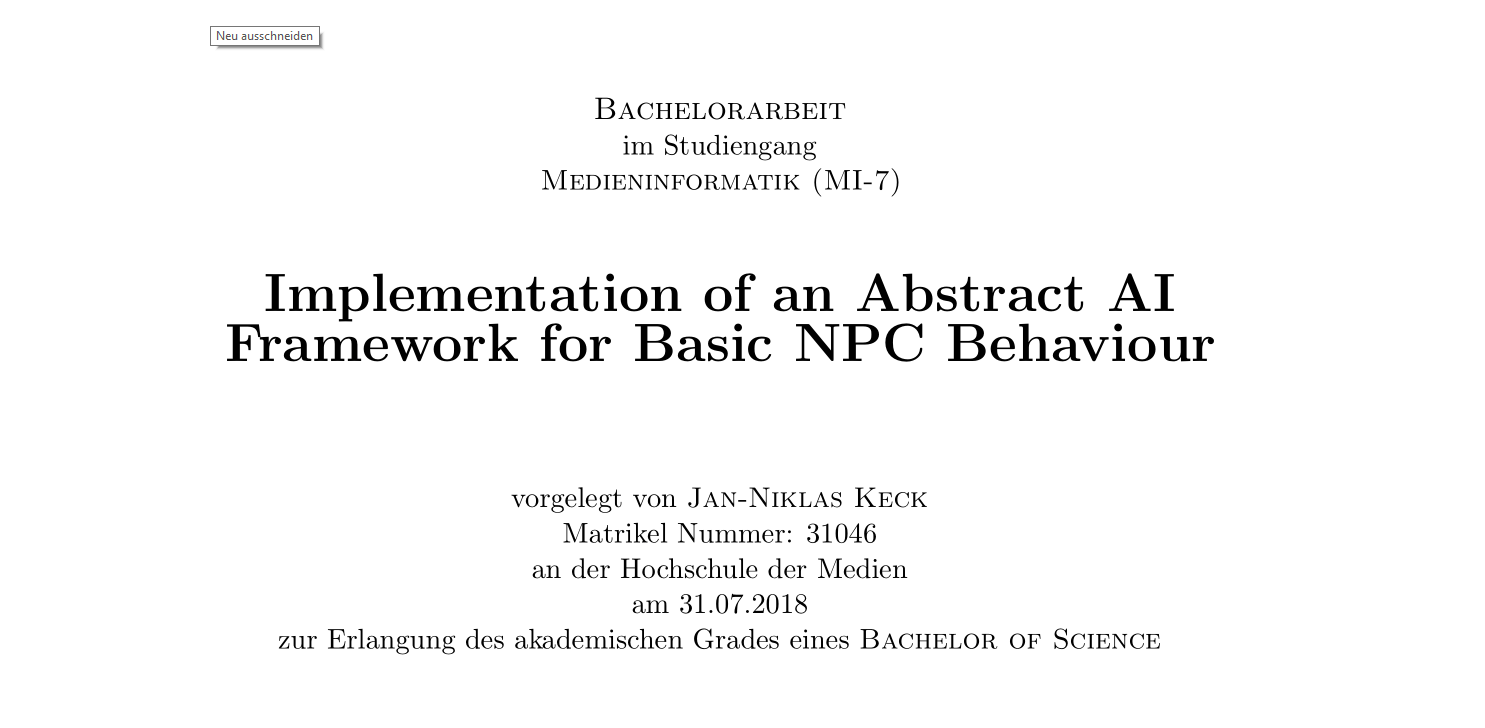 Neu ausschneiden
Bachelorarbeit
im Studiengang
Medieninformatik (MI-7)
Implementation of an Abstract AI
Framework for Basic NPC Behaviour
vorgelegt von Jan-Niklas Keck
Matrikel Nummer: 31046
an der Hochschule der Medien
am 31.07.2018
zur Erlangung des akademischen Grades eines Bachelor of Science